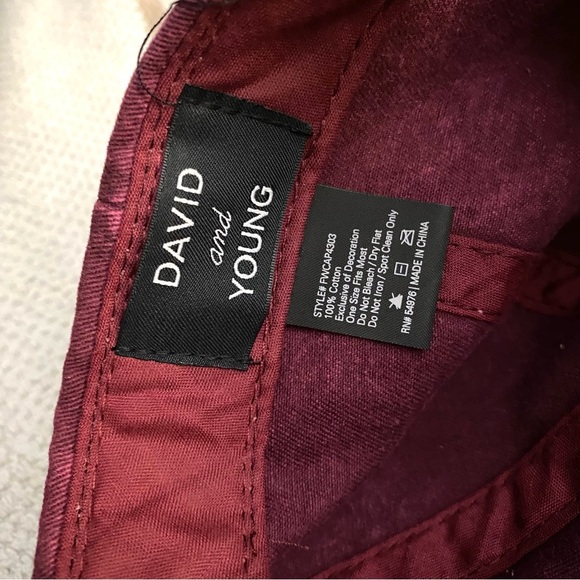 DAVID
and
YOUNG
STYLE# FWCAP4303
100% Cotton
Exclusive of Decoration
One Size Fits Most
Do Not Bleach / Dry Flat
Do Not Iron / Spot Clean Only
RN# 54976 | MADE IN CHINA